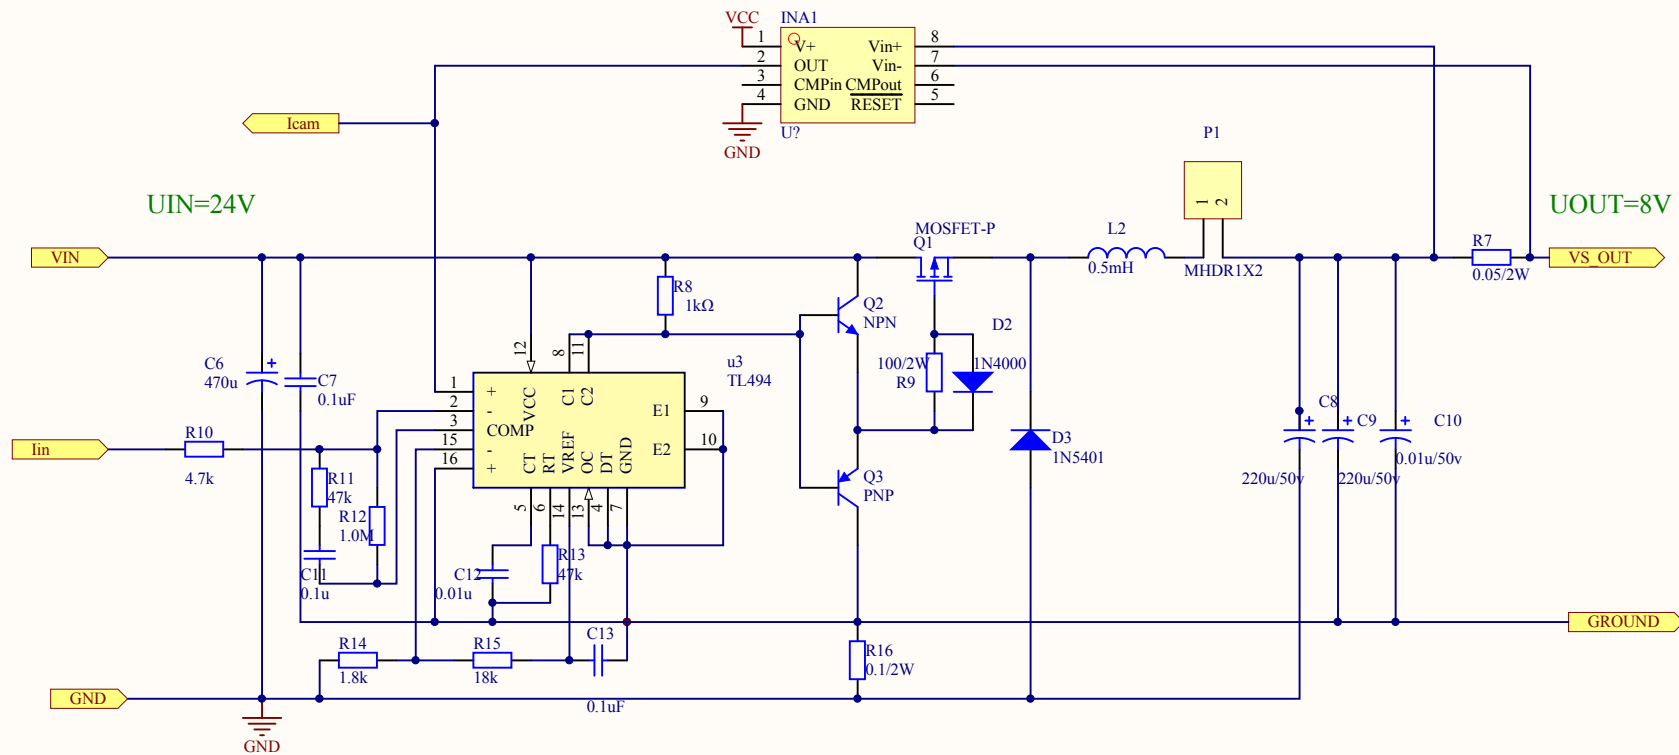 VCC
INA1
1
V+
Vin+
8
2
OUT
Vin-
7
3
CMPin
CMPout
6
4
GND
RESET
5
U?
GND
Icam
P1
1
2
MHDR1X2
UIN=24V
UOUT=8V
VIN
MOSFET-P
Q1
L2
0.5mH
R7
0.05/2W
VS_OUT
R8
1kΩ
Q2
NPN
D2
1N4000
100/2W
R9
C6
470u
C7
0.1uF
12
8
11
u3
TL494
1
+
VCC
C1
C2
E1
9
2
-
3
COMP
15
-
E2
10
16
+
CT
RT
VREF
OC
DT
GND
5
6
14
13
4
7
D3
1N5401
C8
220u/50v
C9
220u/50v
C10
0.01u/50v
Iin
R10
4.7k
R11
47k
R12
1.0M
C11
0.1u
C12
0.01u
R13
47k
Q3
PNP
GROUND
R14
1.8k
R15
18k
C13
0.1uF
R16
0.1/2W
GND
GND